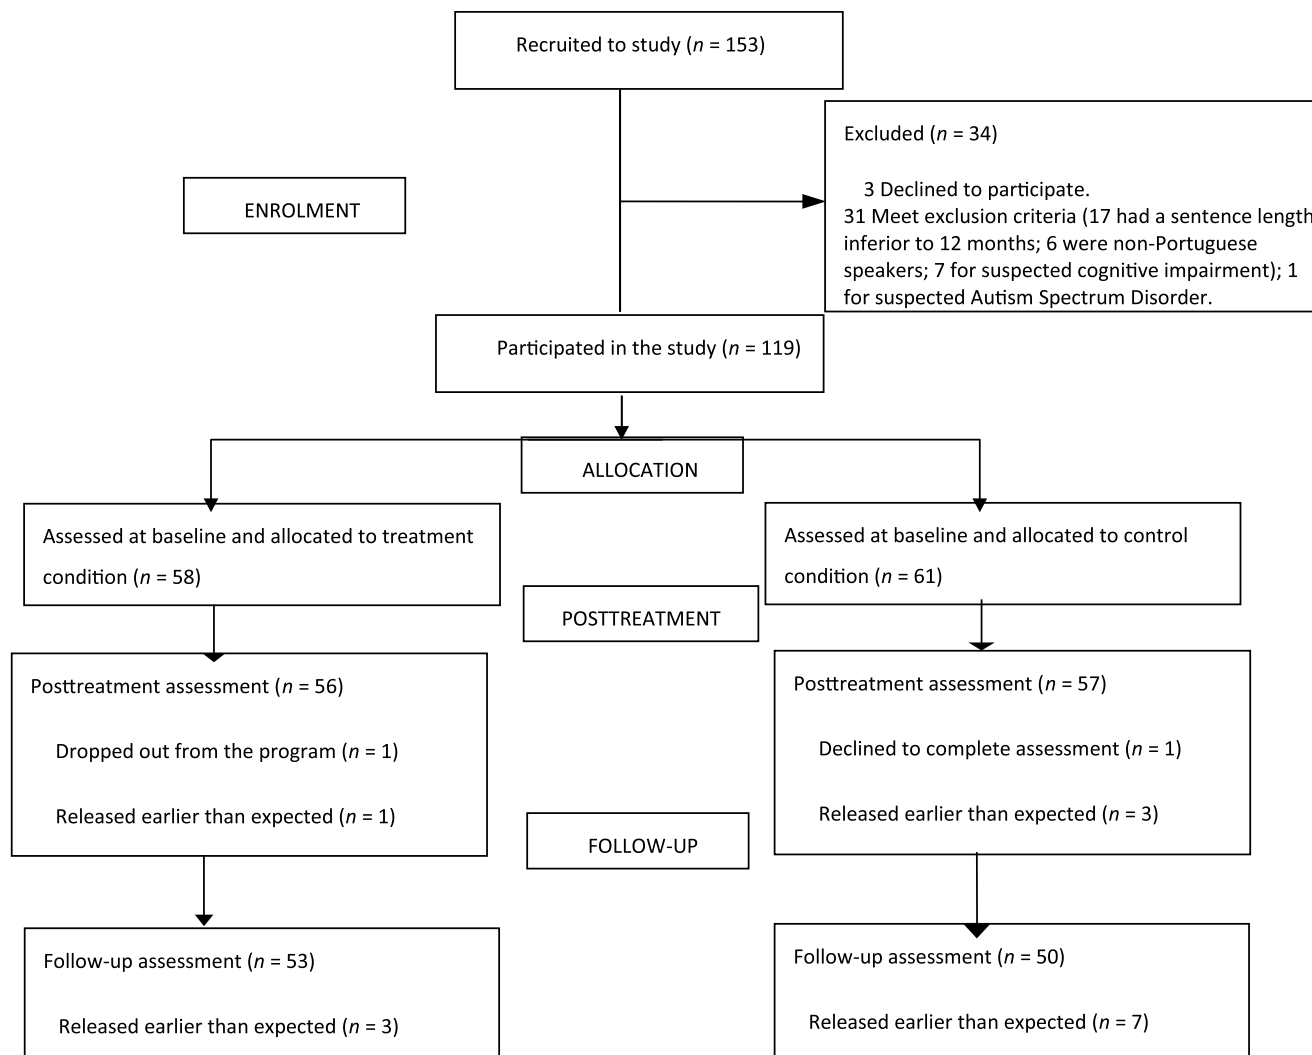 Recruited to study (n = 153)
Excluded (n = 34)
3 Declined to participate.
31 Meet exclusion criteria (17 had a sentence length
inferior to 12 months; 6 were non-Portuguese
speakers; 7 for suspected cognitive impairment); 1
for suspected Autism Spectrum Disorder.
ENROLMENT
Participated in the study (n = 119)
ALLOCATION
Assessed at baseline and allocated to treatment
condition (n = 58)
Assessed at baseline and allocated to control
condition (n = 61)
POSTTREATMENT
Posttreatment assessment (n = 56)
Dropped out from the program (n = 1)
Released earlier than expected (n = 1)
Posttreatment assessment (n = 57)
Declined to complete assessment (n = 1)
Released earlier than expected (n = 3)
FOLLOW-UP
Follow-up assessment (n = 53)
Released earlier than expected (n = 3)
Follow-up assessment (n = 50)
Released earlier than expected (n = 7)